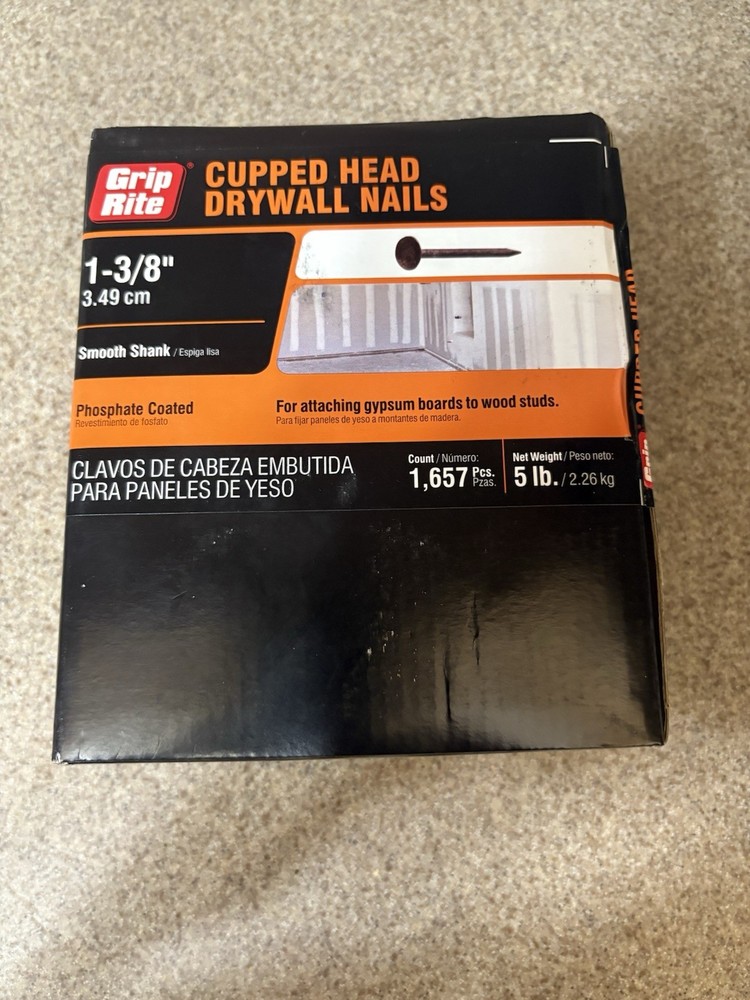 Grip
Rite®
CUPPED HEAD
DRYWALL NAILS
1-3/8"
3.49 cm
Smooth Shank / Espiga lisa
Phosphate Coated
Revestimiento de fosfato
For attaching gypsum boards to wood studs.
Para fijar paneles de yeso a montantes de madera.
CLAVOS DE CABEZA EMBUTIDA
PARA PANELES DE YESO
Count / Número:
1,657 Pcs.
Pzas.
Net Weight / Peso neto:
5 lb. / 2.26 kg
CUPPED HEAD
Grip